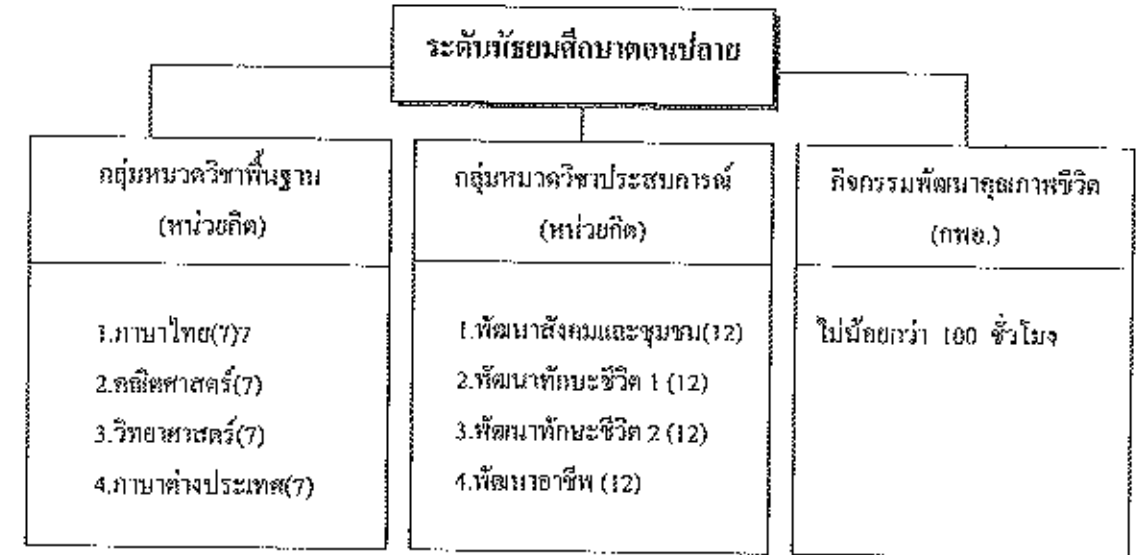 ระดับมัธยมศึกษาตอนปลาย
กลุ่มหมวดวิชาพื้นฐาน
(หน่วยกิต)
1.ภาษาไทย(7)7
2.คณิตศาสตร์(7)
3.วิทยาศาสตร์(7)
4.ภาษาต่างประเทศ(7)
กลุ่มหมวดวิชาประสบการณ์
(หน่วยกิต)
1.พัฒนาสังคมและชุมชน(12)
2.พัฒนาทักษะชีวิต 1 (12)
3.พัฒนาทักษะชีวิต 2 (12)
4.พัฒนาอาชีพ (12)
กิจกรรมพัฒนาคุณภาพชีวิต
(กพช.)
ไม่น้อยกว่า 100 ชั่วโมง